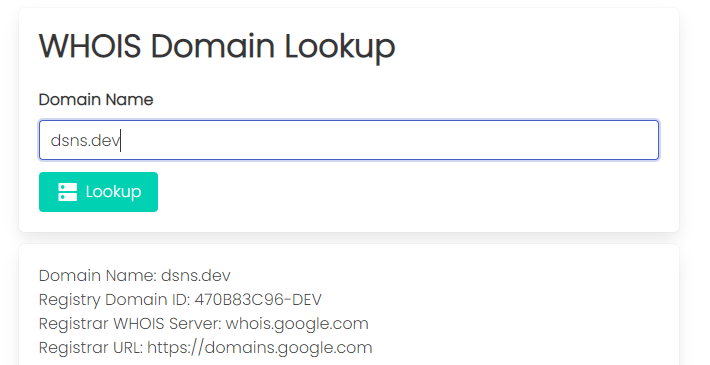 WHOIS Domain Lookup
Domain Name
dsns.dev
Lookup
Domain Name: dsns.dev
Registry Domain ID: 470B83C96-DEV
Registrar WHOIS Server: whois.google.com
Registrar URL: https://domains.google.com